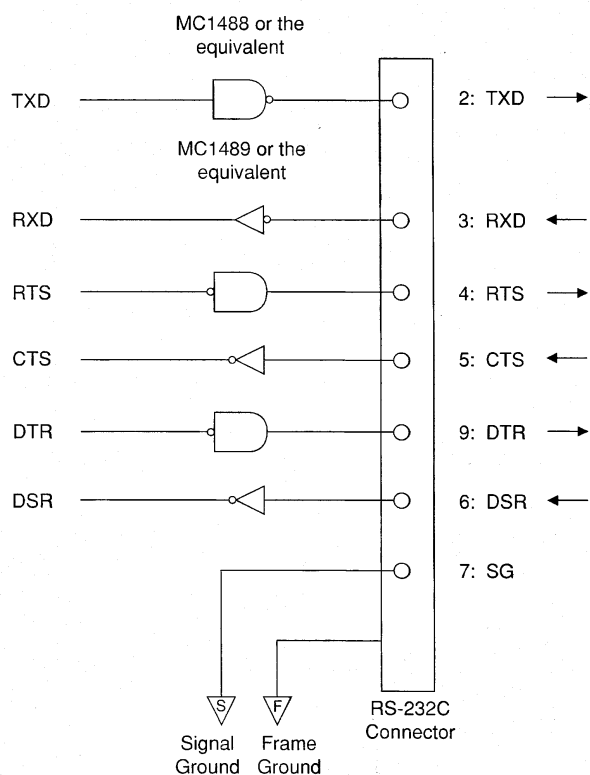 MC1488 or the
equivalent
TXD
2: TXD
MC1489 or the
equivalent
RXD
3: RXD
RTS
4: RTS
CTS
5: CTS
DTR
9: DTR
DSR
6: DSR
7: SG
S
F
RS-232C
Connector
Signal
Ground
Frame
Ground